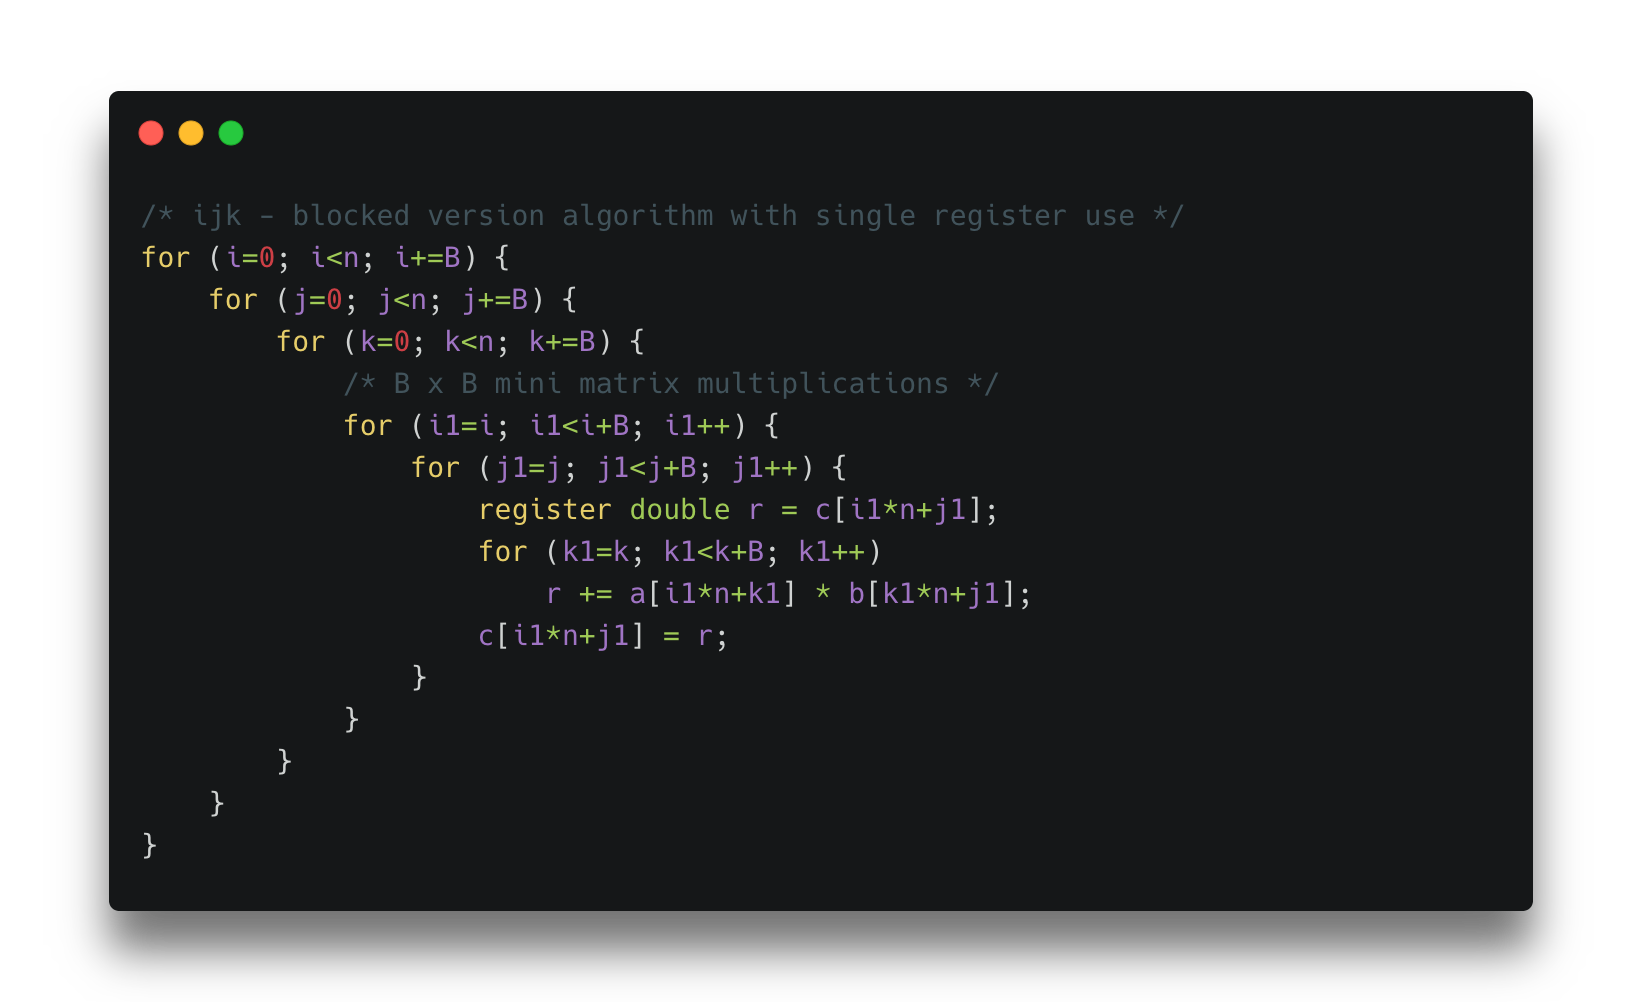 /* ijk - blocked version algorithm with single register use */
for (i=0; i<n; i+=B) {
    for (j=0; j<n; j+=B) {
        for (k=0; k<n; k+=B) {
            /* B x B mini matrix multiplications */
            for (i1=i; i1<i+B; i1++) {
                for (j1=j; j1<j+B; j1++) {
                    register double r = c[i1*n+j1];
                    for (k1=k; k1<k+B; k1++)
                        r += a[i1*n+k1] * b[k1*n+j1];
                    c[i1*n+j1] = r;
                }
            }
        }
    }
}